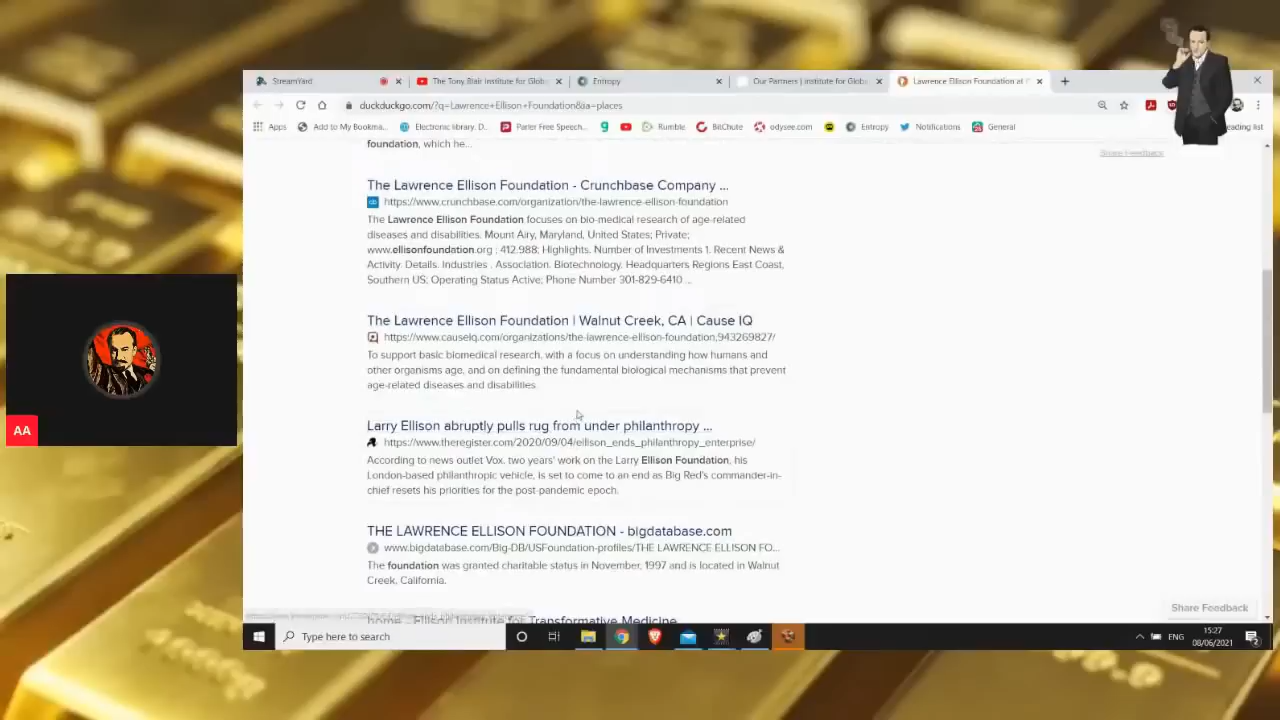 StreamYard
The Tony Blair Institute for Globa
Entropy
Our Partners | Institute for Globa
Lawrence Ellison Foundation at D
duckduckgo.com/?q=Lawrence+Ellison+Foundation&ia=places
Apps
Add to My Bookma...
Electronic library. D...
Parler Free Speech...
Rumble
BitChute
odysee.com
Entropy
Notifications
General
ading list
foundation, which he...
Share Feedback
The Lawrence Ellison Foundation - Crunchbase Company ...
https://www.crunchbase.com/organization/the-lawrence-ellison-foundation
The Lawrence Ellison Foundation focuses on bio-medical research of age-related
diseases and disabilities. Mount Airy, Maryland, United States; Private;
www.ellisonfoundation.org ; 412,988; Highlights. Number of Investments 1. Recent News &
Activity. Details. Industries . Association. Biotechnology. Headquarters Regions East Coast,
Southern US; Operating Status Active; Phone Number 301-829-6410 ...
The Lawrence Ellison Foundation | Walnut Creek, CA | Cause IQ
https://www.causeiq.com/organizations/the-lawrence-ellison-foundation,943269827/
To support basic biomedical research, with a focus on understanding how humans and
other organisms age, and on defining the fundamental biological mechanisms that prevent
age-related diseases and disabilities.
Larry Ellison abruptly pulls rug from under philanthropy ...
https://www.theregister.com/2020/09/04/ellison_ends_philanthropy_enterprise/
According to news outlet Vox, two years' work on the Larry Ellison Foundation, his
London-based philanthropic vehicle, is set to come to an end as Big Red's commander-in-
chief resets his priorities for the post-pandemic epoch.
AA
THE LAWRENCE ELLISON FOUNDATION - bigdatabase.com
www.bigdatabase.com/Big-DB/USFoundation-profiles/THE LAWRENCE ELLISON FO...
The foundation was granted charitable status in November, 1997 and is located in Walnut
Creek, California.
Share Feedback
home - Ellison Institute for Transformative Medicine
Type here to search
ENG
15:27
08/06/2021